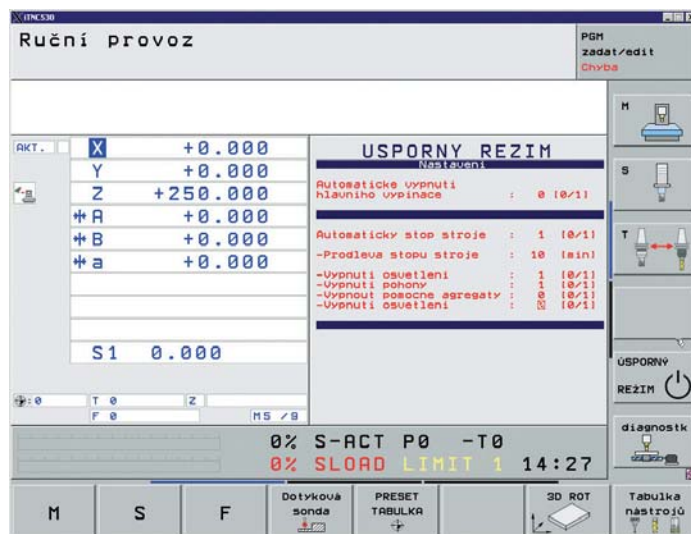 iTNC530
Ruční provoz
PGM
zadat/edit
Chyba
AKT.
X +0.000
Y +0.000
Z +250.000
A +0.000
B +0.000
a +0.000
S1 0.000
:0 T 0 Z
F 0 M5 /9
USPORNY REZIM
Nastaveni
Automaticke vypnuti
hlavniho vypinace : 0 [0/1]
Automaticky stop stroje : 1 [0/1]
-Prodleva stopu stroje : 10 [min]
-Vypnuti osvetleni : 1 [0/1]
-Vypnuti pohony : 1 [0/1]
-Vypnout pomocne agregaty : 0 [0/1]
-Vypnuti osvetleni : [0/1]
0% S-ACT P0 -T0
0% SLOAD LIMIT 1 14:27
M
S
T
ÚSPORNÝ
REŽIM
diagnostk
M
S
F
Dotyková
sonda
PRESET
TABULKA
3D ROT
Tabulka
nástrojů